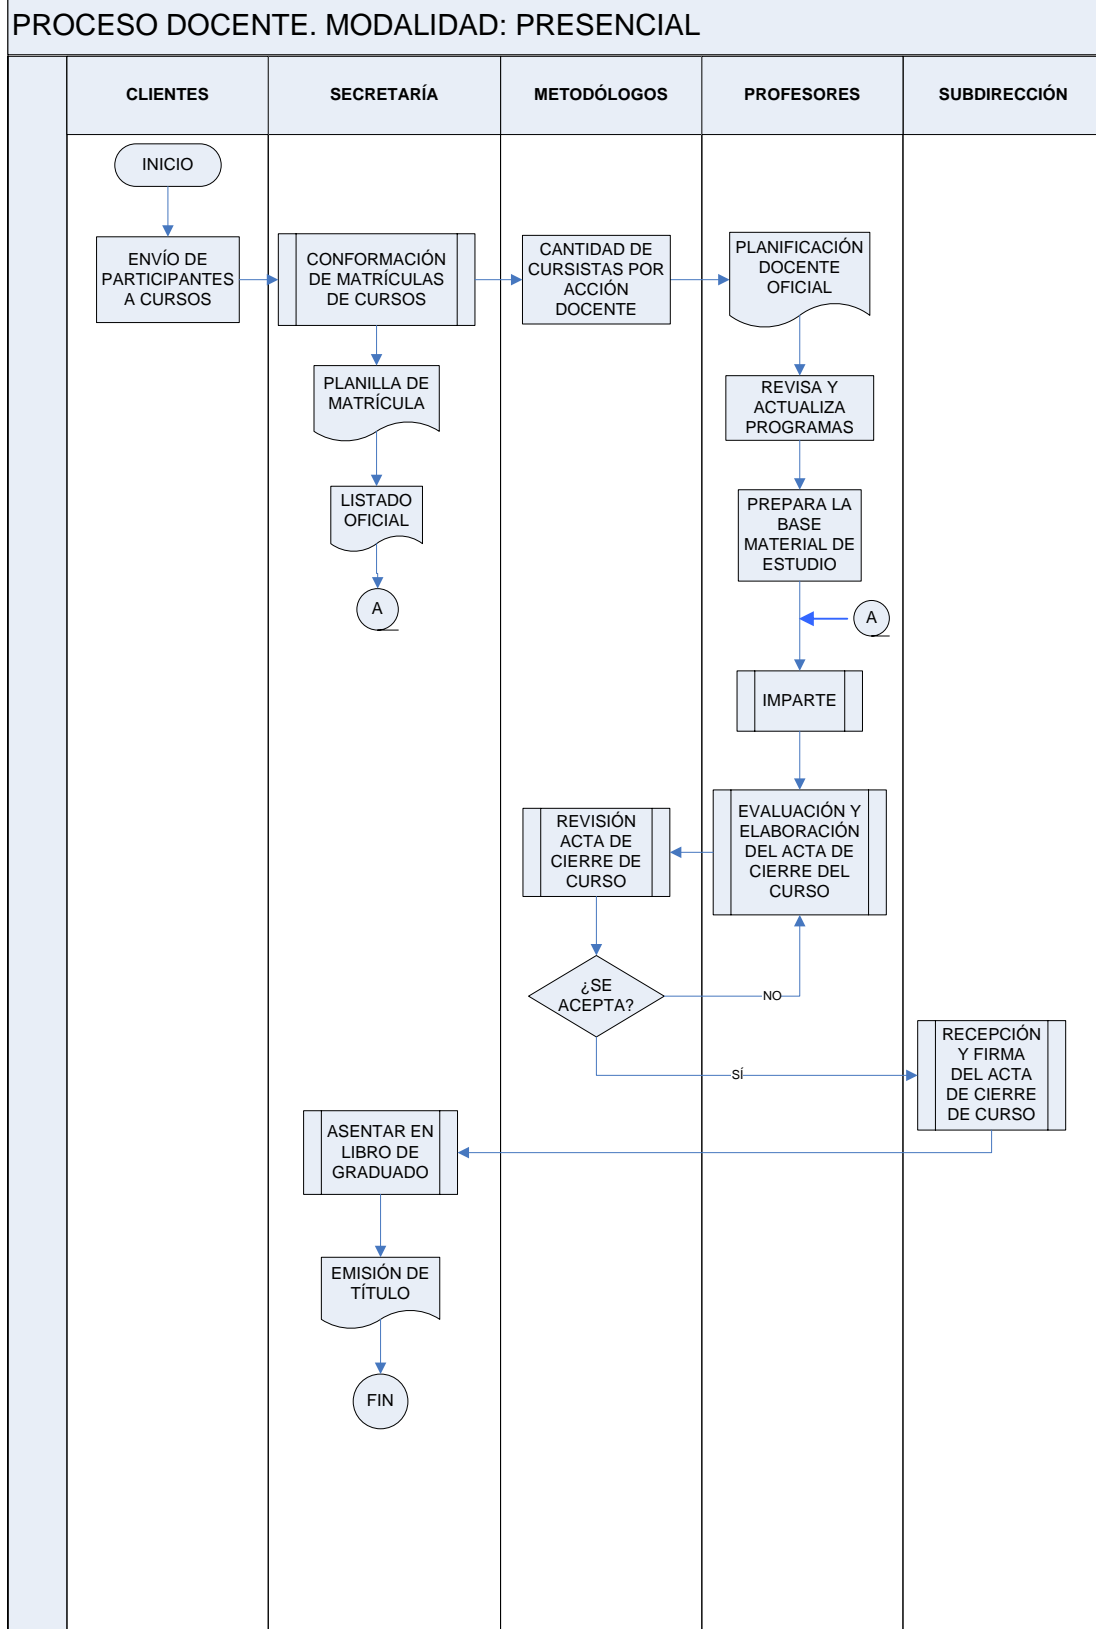 PROCESO DOCENTE. MODALIDAD: PRESENCIAL
CLIENTES
SECRETARÍA
METODÓLOGOS
PROFESORES
SUBDIRECCIÓN
INICIO
ENVÍO DE
PARTICIPANTES
A CURSOS
CONFORMACIÓN
DE MATRÍCULAS
DE CURSOS
CANTIDAD DE
CURSISTAS POR
ACCIÓN
DOCENTE
PLANIFICACIÓN
DOCENTE
OFICIAL
PLANILLA DE
MATRÍCULA
REVISA Y
ACTUALIZA
PROGRAMAS
LISTADO
OFICIAL
PREPARA LA
BASE
MATERIAL DE
ESTUDIO
A
A
IMPARTE
EVALUACIÓN Y
ELABORACIÓN
DEL ACTA DE
CIERRE DEL
CURSO
REVISIÓN
ACTA DE
CIERRE DE
CURSO
¿SE
ACEPTA?
NO
SÍ
RECEPCIÓN
Y FIRMA
DEL ACTA
DE CIERRE
DE CURSO
ASENTAR EN
LIBRO DE
GRADUADO
EMISIÓN DE
TÍTULO
FIN